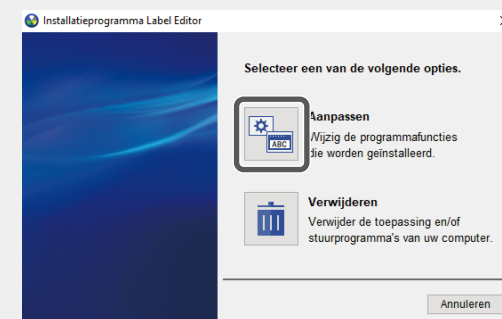 Installatieprogramma Label Editor
Selecteer een van de volgende opties.
Aanpassen
Wijzig de programmafuncties
die worden geïnstalleerd.
ABC
Verwijderen
Verwijder de toepassing en/of
stuurprogramma's van uw computer.
Annuleren